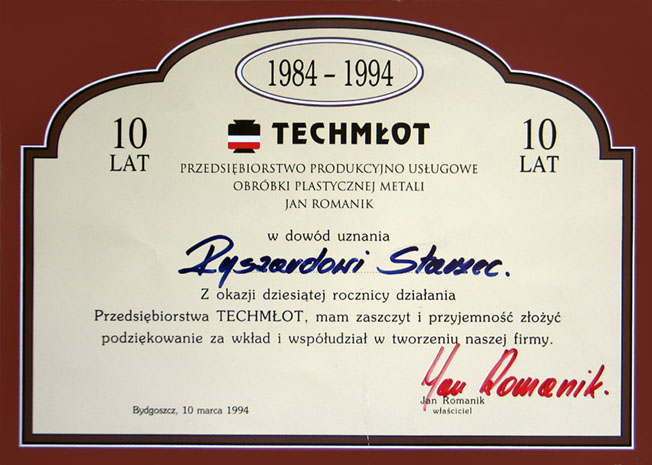 1984 – 1994
10 LAT
TECHMŁOT
10 LAT
PRZEDSIĘBIORSTWO PRODUKCYJNO USŁUGOWE
OBRÓBKI PLASTYCZNEJ METALI
JAN ROMANIK
w dowód uznania
Ryszardowi Starzec.
Z okazji dziesiątej rocznicy działania
Przedsiębiorstwa TECHMŁOT, mam zaszczyt i przyjemność złożyć
podziękowanie za wkład i współudział w tworzeniu naszej firmy.
Jan Romanik.
Jan Romanik
właściciel
Bydgoszcz, 10 marca 1994